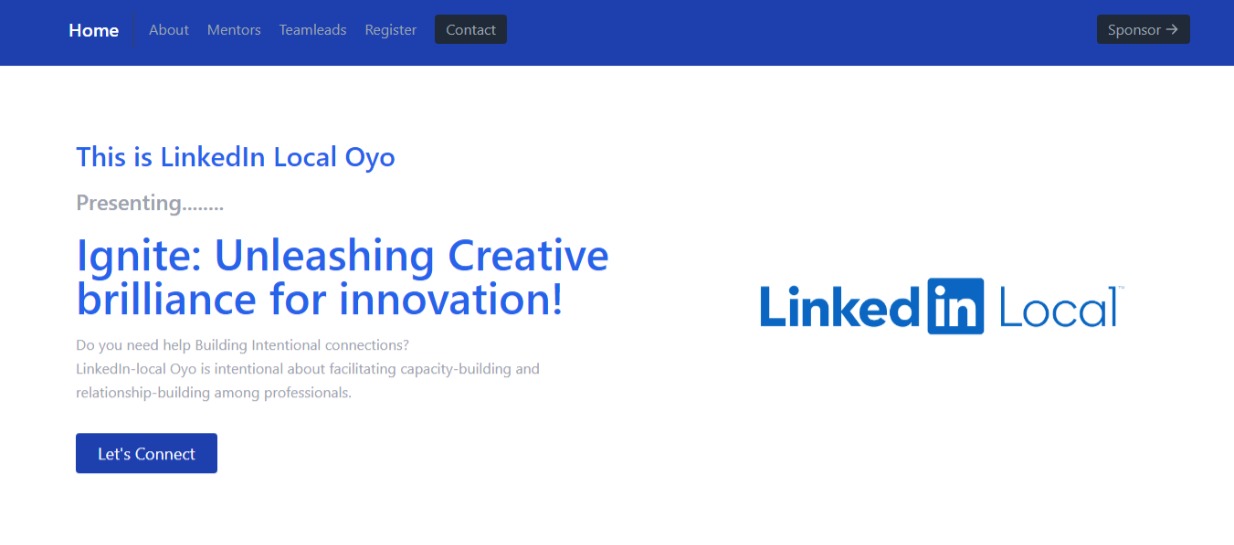 Home About Mentors Teamleads Register Contact Sponsor →
This is LinkedIn Local Oyo
Presenting........
Ignite: Unleashing Creative
brilliance for innovation!
Do you need help Building Intentional connections?
LinkedIn-local Oyo is intentional about facilitating capacity-building and
relationship-building among professionals.
Let's Connect
Linked in Local™